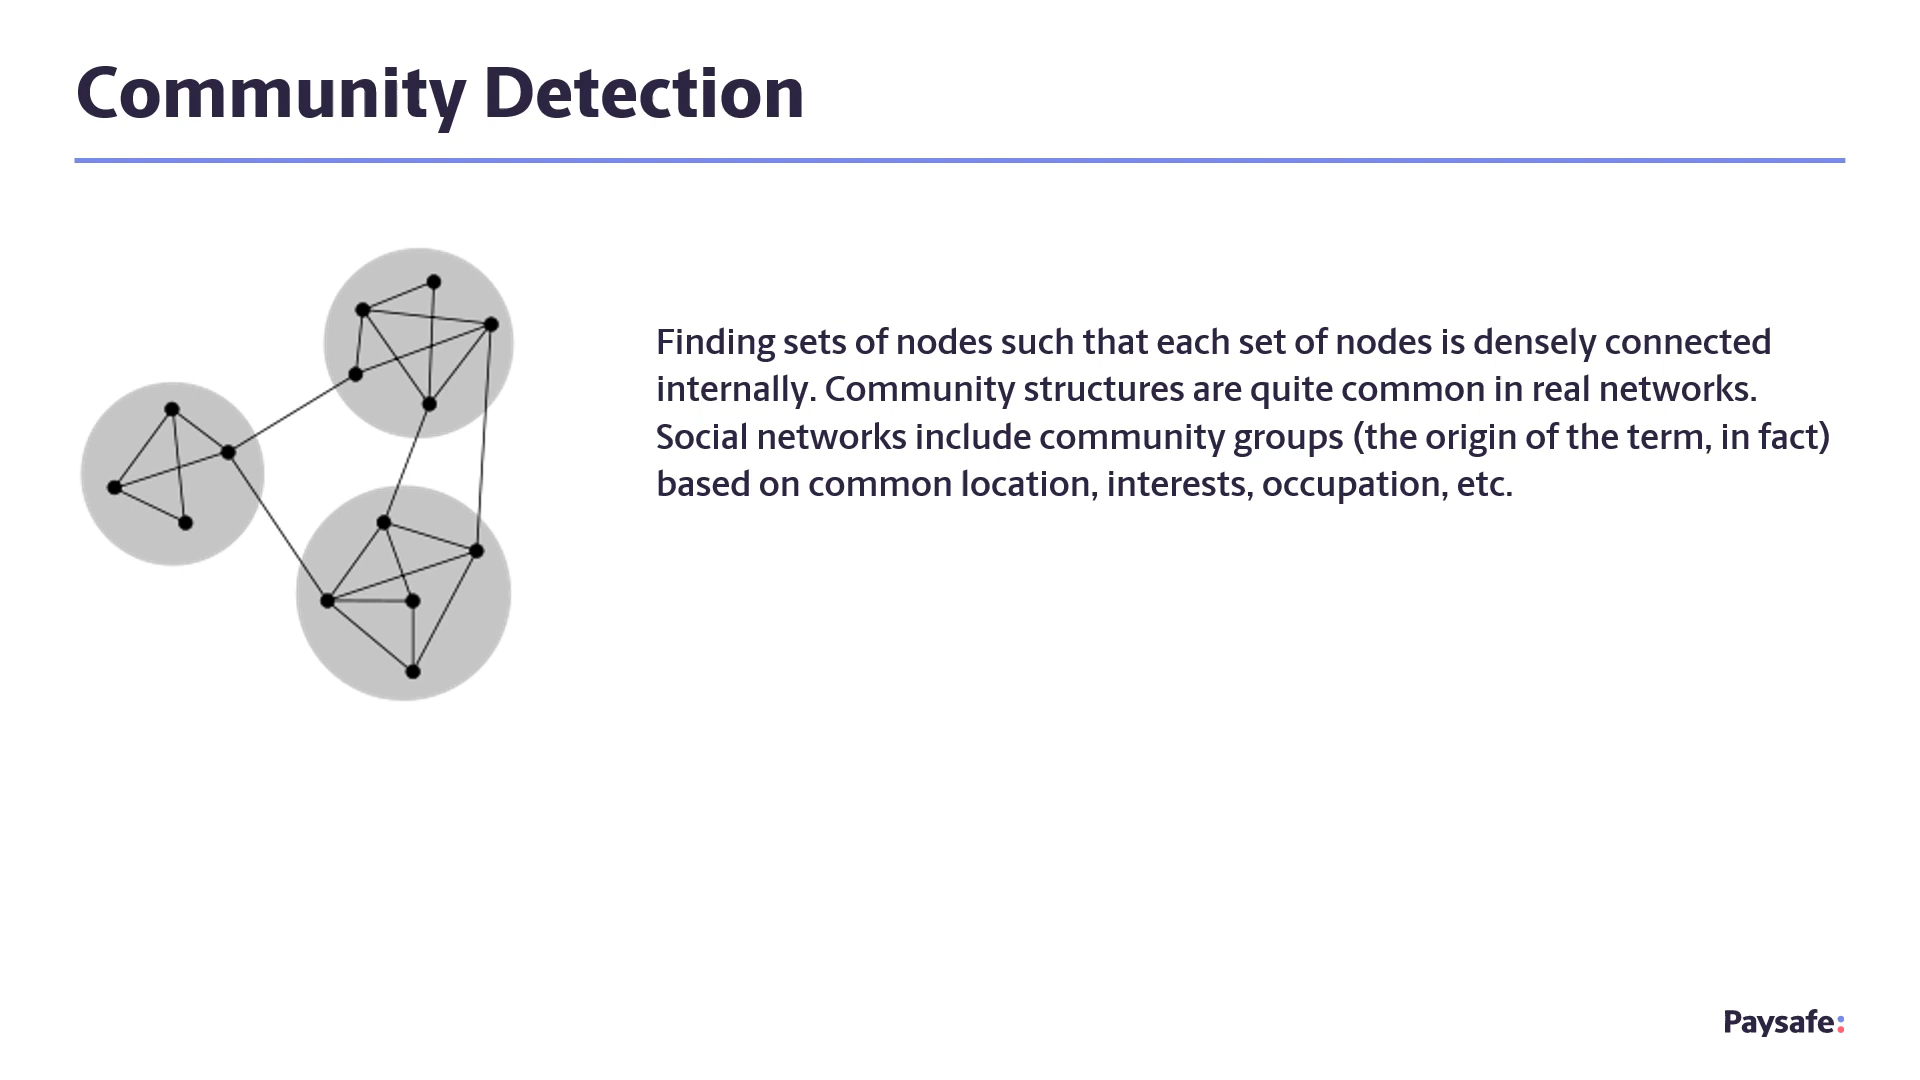 Community Detection
Finding sets of nodes such that each set of nodes is densely connected
internally. Community structures are quite common in real networks.
Social networks include community groups (the origin of the term, in fact)
based on common location, interests, occupation, etc.
Paysafe: